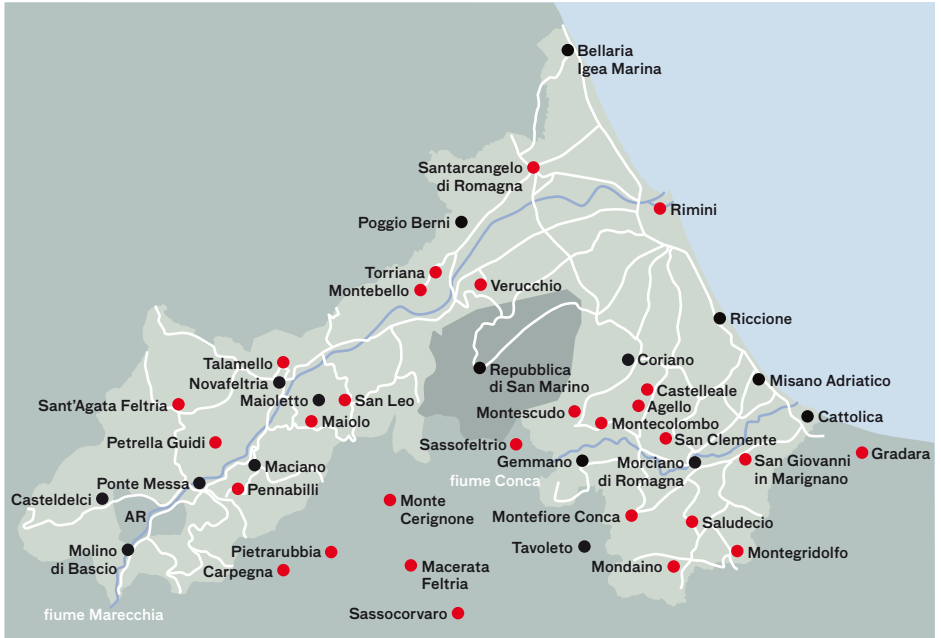 Bellaria
Igea Marina
Santarcangelo
di Romagna
Rimini
Poggio Berni
Torriana
Montebello
Verucchio
Riccione
Talamello
Novafeltria
Maioletto
San Leo
Sant'Agata Feltria
Maiolo
Petrella Guidi
Repubblica
di San Marino
Coriano
Castelleale
Agello
Misano Adriatico
Montescudo
Montecolombo
Cattolica
San Clemente
Sassofeltrio
Gemmano
Morciano
di Romagna
San Giovanni
in Marignano
Gradara
fiume Conca
Maciano
Ponte Messa
Pennabilli
Casteldelci
AR
Monte
Cerignone
Montefiore Conca
Saludecio
Molino
di Bascio
Pietrarubbia
Carpegna
Macerata
Feltria
Tavoleto
Mondaino
Montegridolfo
fiume Marecchia
Sassocorvaro